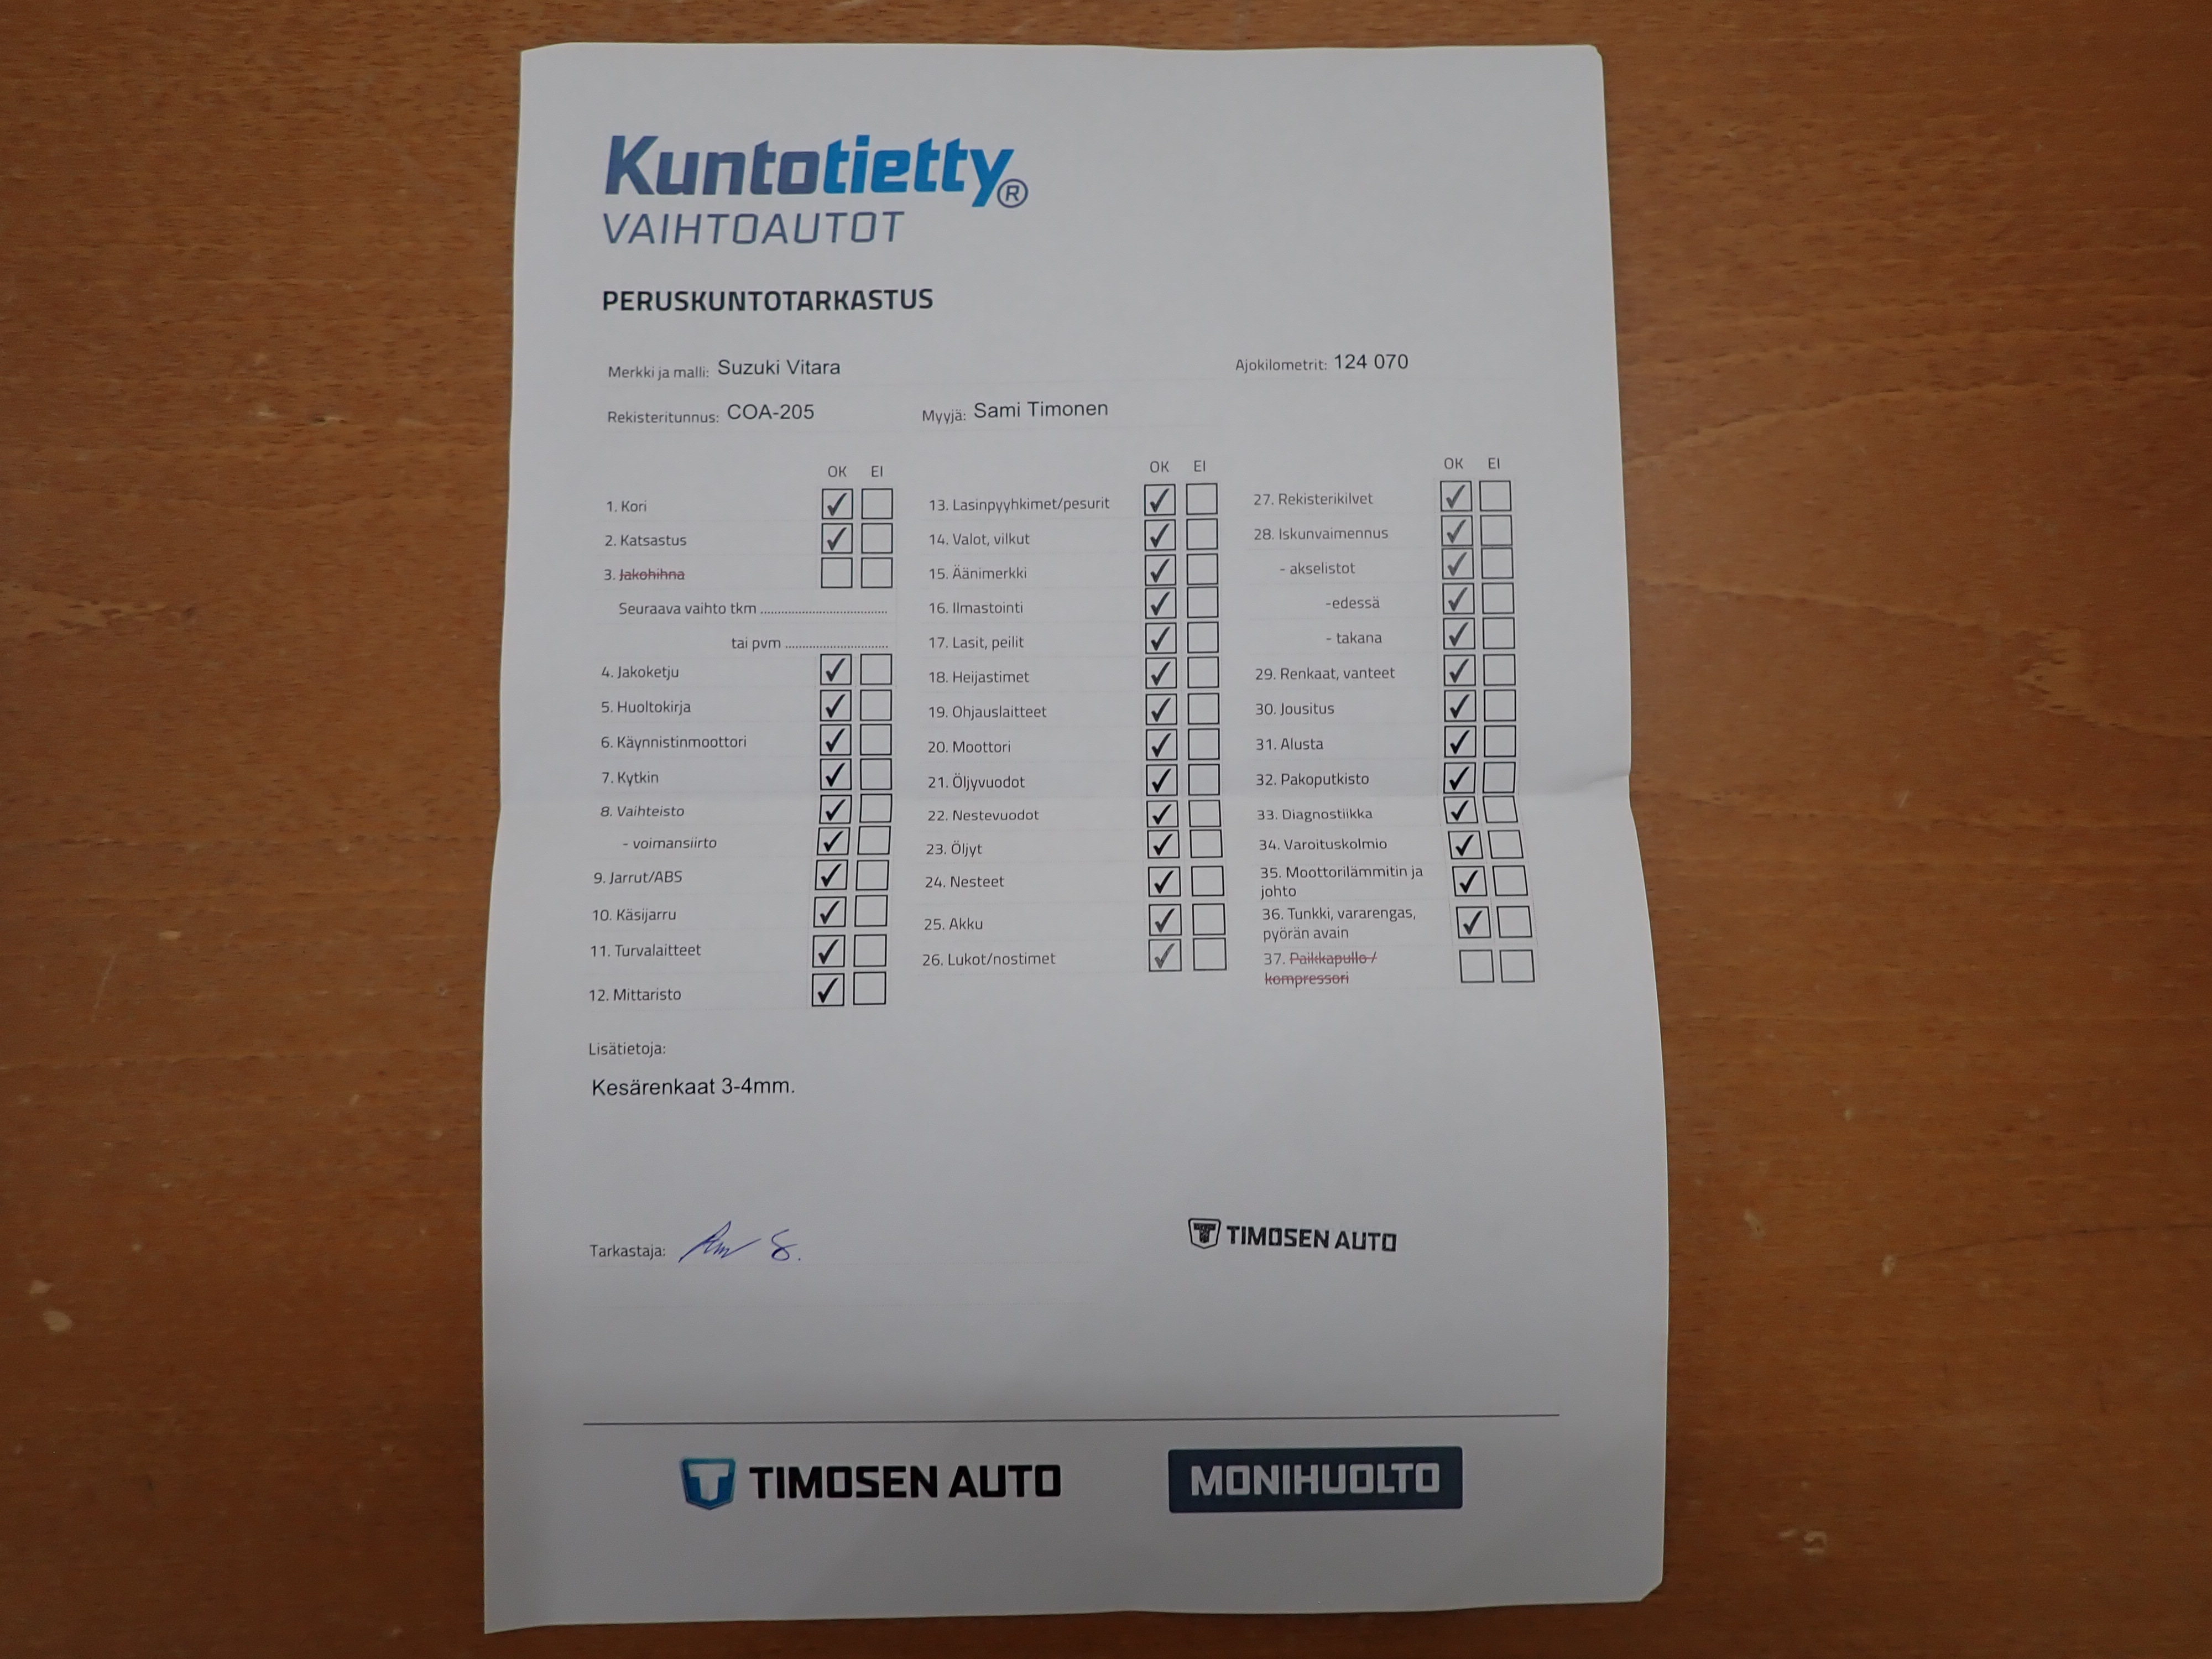 Kuntotietty®
VAIHTOAUTOT
PERUSKUNTOTARKASTUS
Merkki ja malli: Suzuki Vitara
Ajokilometrit: 124 070
Rekisteritunnus: COA-205
Myyjä: Sami Timonen
OK EI
1. Kori ✓
2. Katsastus ✓
3. Jakohihna
Seuraava vaihto tkm ................................
tai pvm ..........................
4. Jakoketju ✓
5. Huoltokirja ✓
6. Käynnistinmoottori ✓
7. Kytkin ✓
8. Vaihteisto ✓
- voimansiirto ✓
9. Jarrut/ABS ✓
10. Käsijarru ✓
11. Turvalaitteet ✓
12. Mittaristo ✓
OK EI
13. Lasinpyyhkimet/pesurit ✓
14. Valot, vilkut ✓
15. Äänimerkki ✓
16. Ilmastointi ✓
17. Lasit, peilit ✓
18. Heijastimet ✓
19. Ohjauslaitteet ✓
20. Moottori ✓
21. Öljyvuodot ✓
22. Nestevuodot ✓
23. Öljyt ✓
24. Nesteet ✓
25. Akku ✓
26. Lukot/nostimet ✓
OK EI
27. Rekisterikilvet ✓
28. Iskunvaimennus ✓
- akselistot ✓
-edessä ✓
- takana ✓
29. Renkaat, vanteet ✓
30. Jousitus ✓
31. Alusta ✓
32. Pakoputkisto ✓
33. Diagnostiikka ✓
34. Varoituskolmio ✓
35. Moottorilämmitin ja
johto ✓
36. Tunkki, vararengas,
pyörän avain ✓
37. Paikkapullo /
kompressori
Lisätietoja:
Kesärenkaat 3-4mm.
Tarkastaja:
TIMOSEN AUTO
TIMOSEN AUTO
MONIHUOLTO